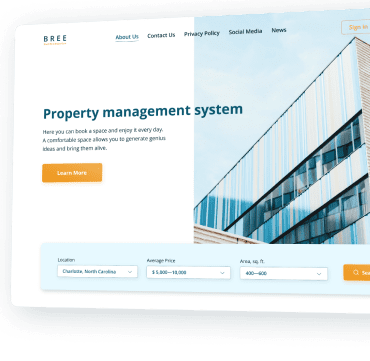 BREE
About Us
Contact Us
Privacy Policy
Social Media
News
Sign in
Property management system
Here you can book a space and enjoy it every day.
A comfortable space allows you to generate genius
ideas and bring them alive.
Learn More
Location
Average Price
Area, sq. ft.
Charlotte, North Carolina
$ 5,000—10,000
400—600